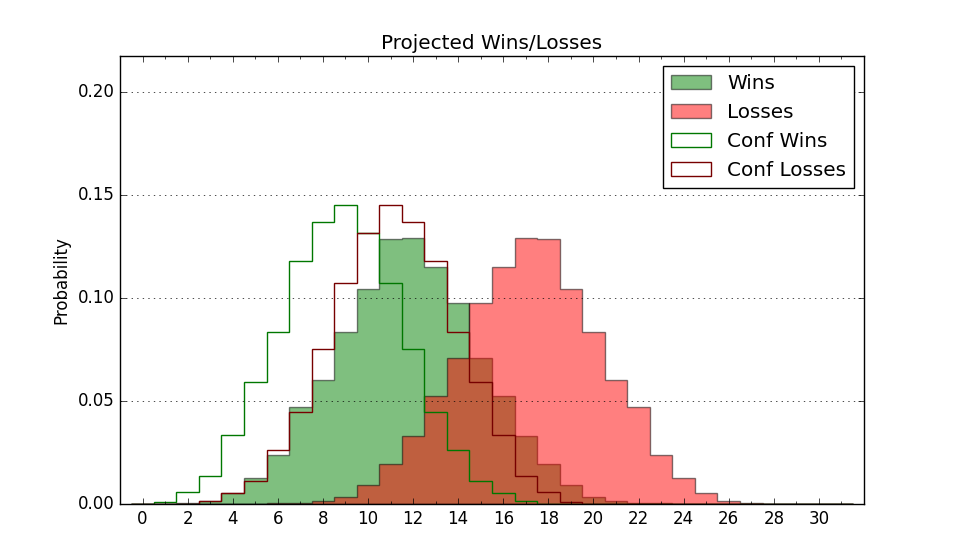 Projected Wins/Losses
Wins
Losses
Conf Wins
Conf Losses
Probability
0.20
0.15
0.10
0.05
0.00
0 2 4 6 8 10 12 14 16 18 20 22 24 26 28 30